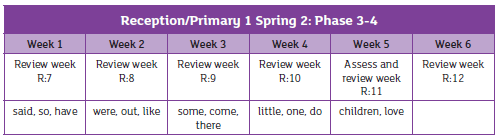 Reception/Primary 1 Spring 2: Phase 3-4
Week 1 Week 2 Week 3 Week 4 Week 5 Week 6
Review week R:7 Review week R:8 Review week R:9 Review week R:10 Assess and review week R:11 Review week R:12
said, so, have were, out, like some, come, there little, one, do children, love